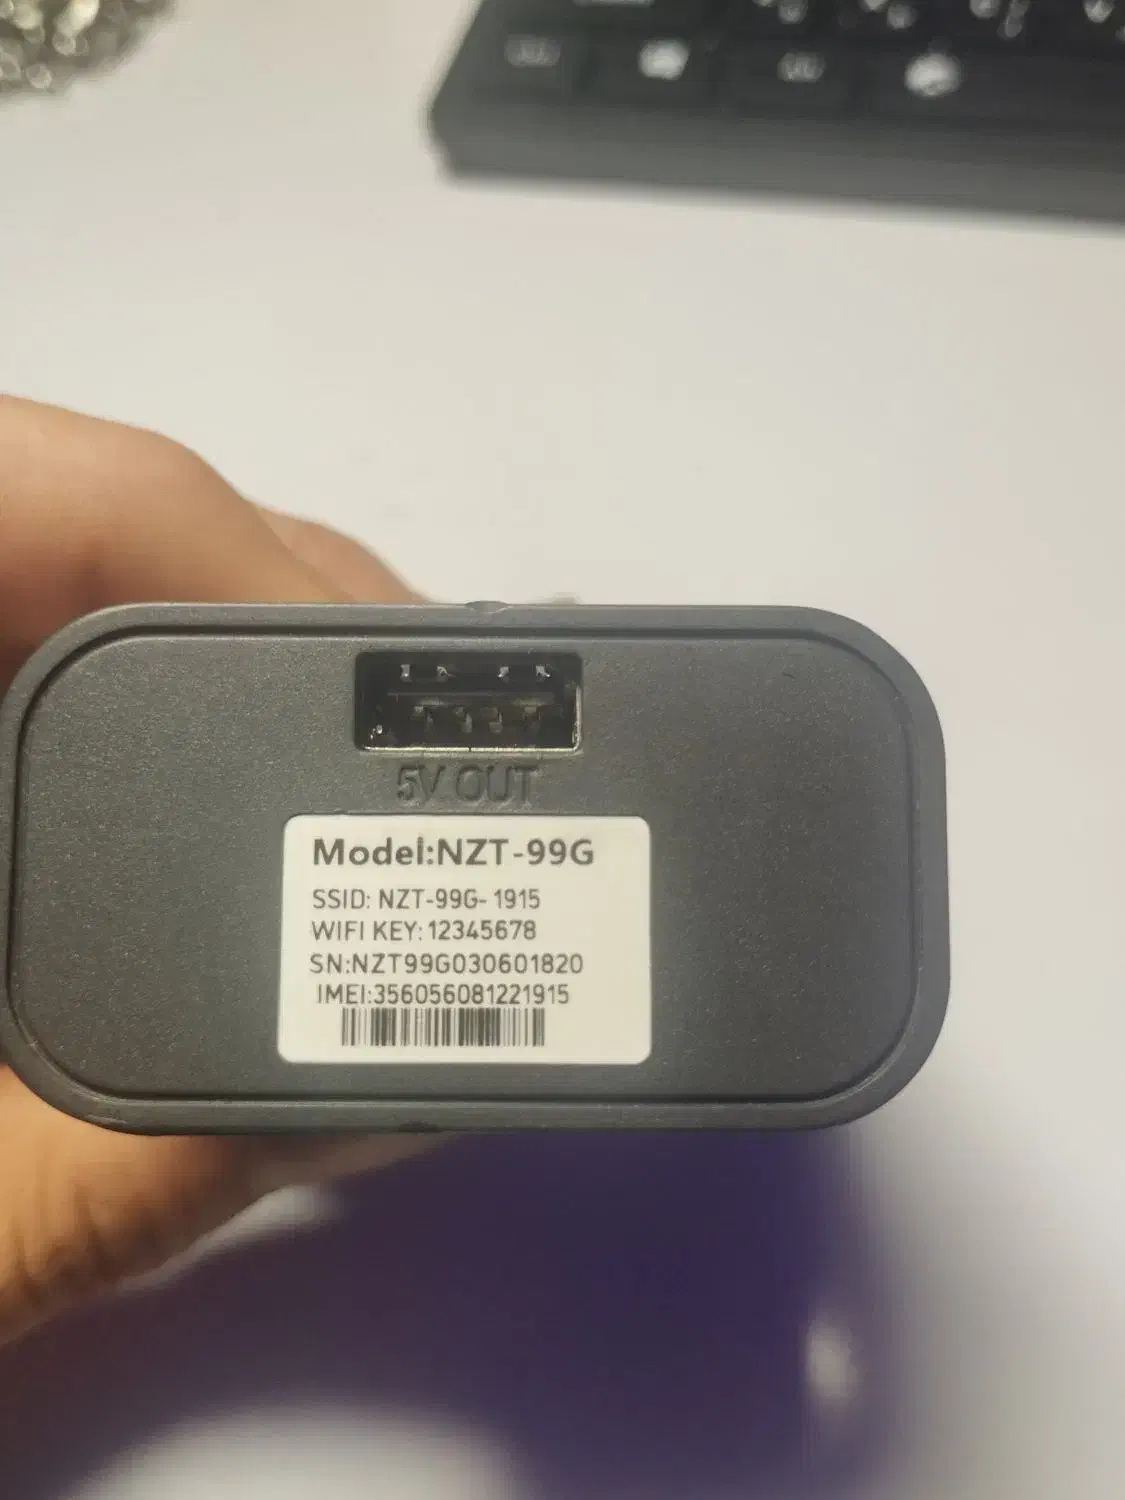 5V OUT
Model:NZT-99G
SSID: NZT-99G- 1915
WIFI KEY: 12345678
SN:NZT99G030601820
IMEI:356056081221915